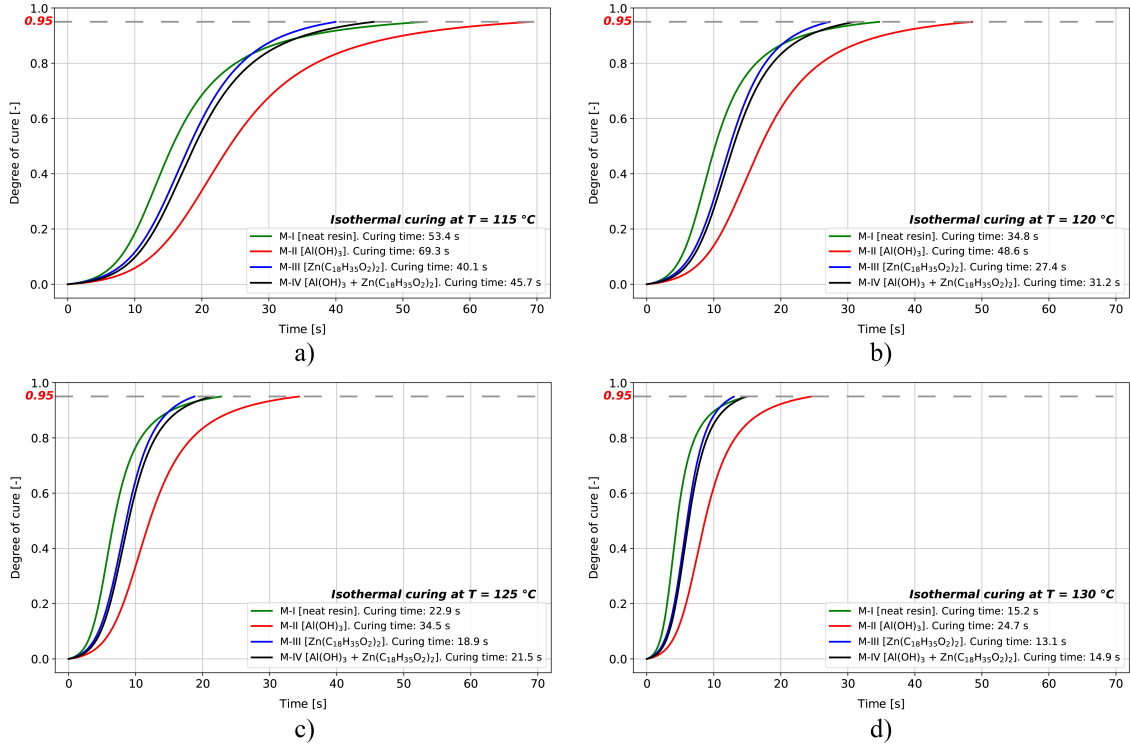 1.0
0.95
0.8
0.6
0.4
0.2
0.0
Degree of cure [-]
Isothermal curing at T = 115 °C
M-I [neat resin]. Curing time: 53.4 s
M-II [Al(OH)₃]. Curing time: 69.3 s
M-III [Zn(C₁₈H₃₅O₂)₂]. Curing time: 40.1 s
M-IV [Al(OH)₃ + Zn(C₁₈H₃₅O₂)₂]. Curing time: 45.7 s
0 10 20 30 40 50 60 70
Time [s]
a)
1.0
0.95
0.8
0.6
0.4
0.2
0.0
Degree of cure [-]
Isothermal curing at T = 120 °C
M-I [neat resin]. Curing time: 34.8 s
M-II [Al(OH)₃]. Curing time: 48.6 s
M-III [Zn(C₁₈H₃₅O₂)₂]. Curing time: 27.4 s
M-IV [Al(OH)₃ + Zn(C₁₈H₃₅O₂)₂]. Curing time: 31.2 s
0 10 20 30 40 50 60 70
Time [s]
b)
1.0
0.95
0.8
0.6
0.4
0.2
0.0
Degree of cure [-]
Isothermal curing at T = 125 °C
M-I [neat resin]. Curing time: 22.9 s
M-II [Al(OH)₃]. Curing time: 34.5 s
M-III [Zn(C₁₈H₃₅O₂)₂]. Curing time: 18.9 s
M-IV [Al(OH)₃ + Zn(C₁₈H₃₅O₂)₂]. Curing time: 21.5 s
0 10 20 30 40 50 60 70
Time [s]
c)
1.0
0.95
0.8
0.6
0.4
0.2
0.0
Degree of cure [-]
Isothermal curing at T = 130 °C
M-I [neat resin]. Curing time: 15.2 s
M-II [Al(OH)₃]. Curing time: 24.7 s
M-III [Zn(C₁₈H₃₅O₂)₂]. Curing time: 13.1 s
M-IV [Al(OH)₃ + Zn(C₁₈H₃₅O₂)₂]. Curing time: 14.9 s
0 10 20 30 40 50 60 70
Time [s]
d)